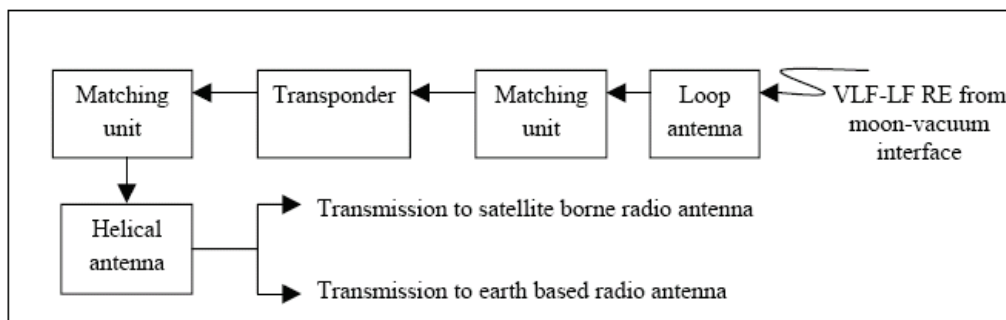 Matching
unit
Transponder
Matching
unit
Loop
antenna
VLF-LF RE from
moon-vacuum
interface
Helical
antenna
Transmission to satellite borne radio antenna
Transmission to earth based radio antenna